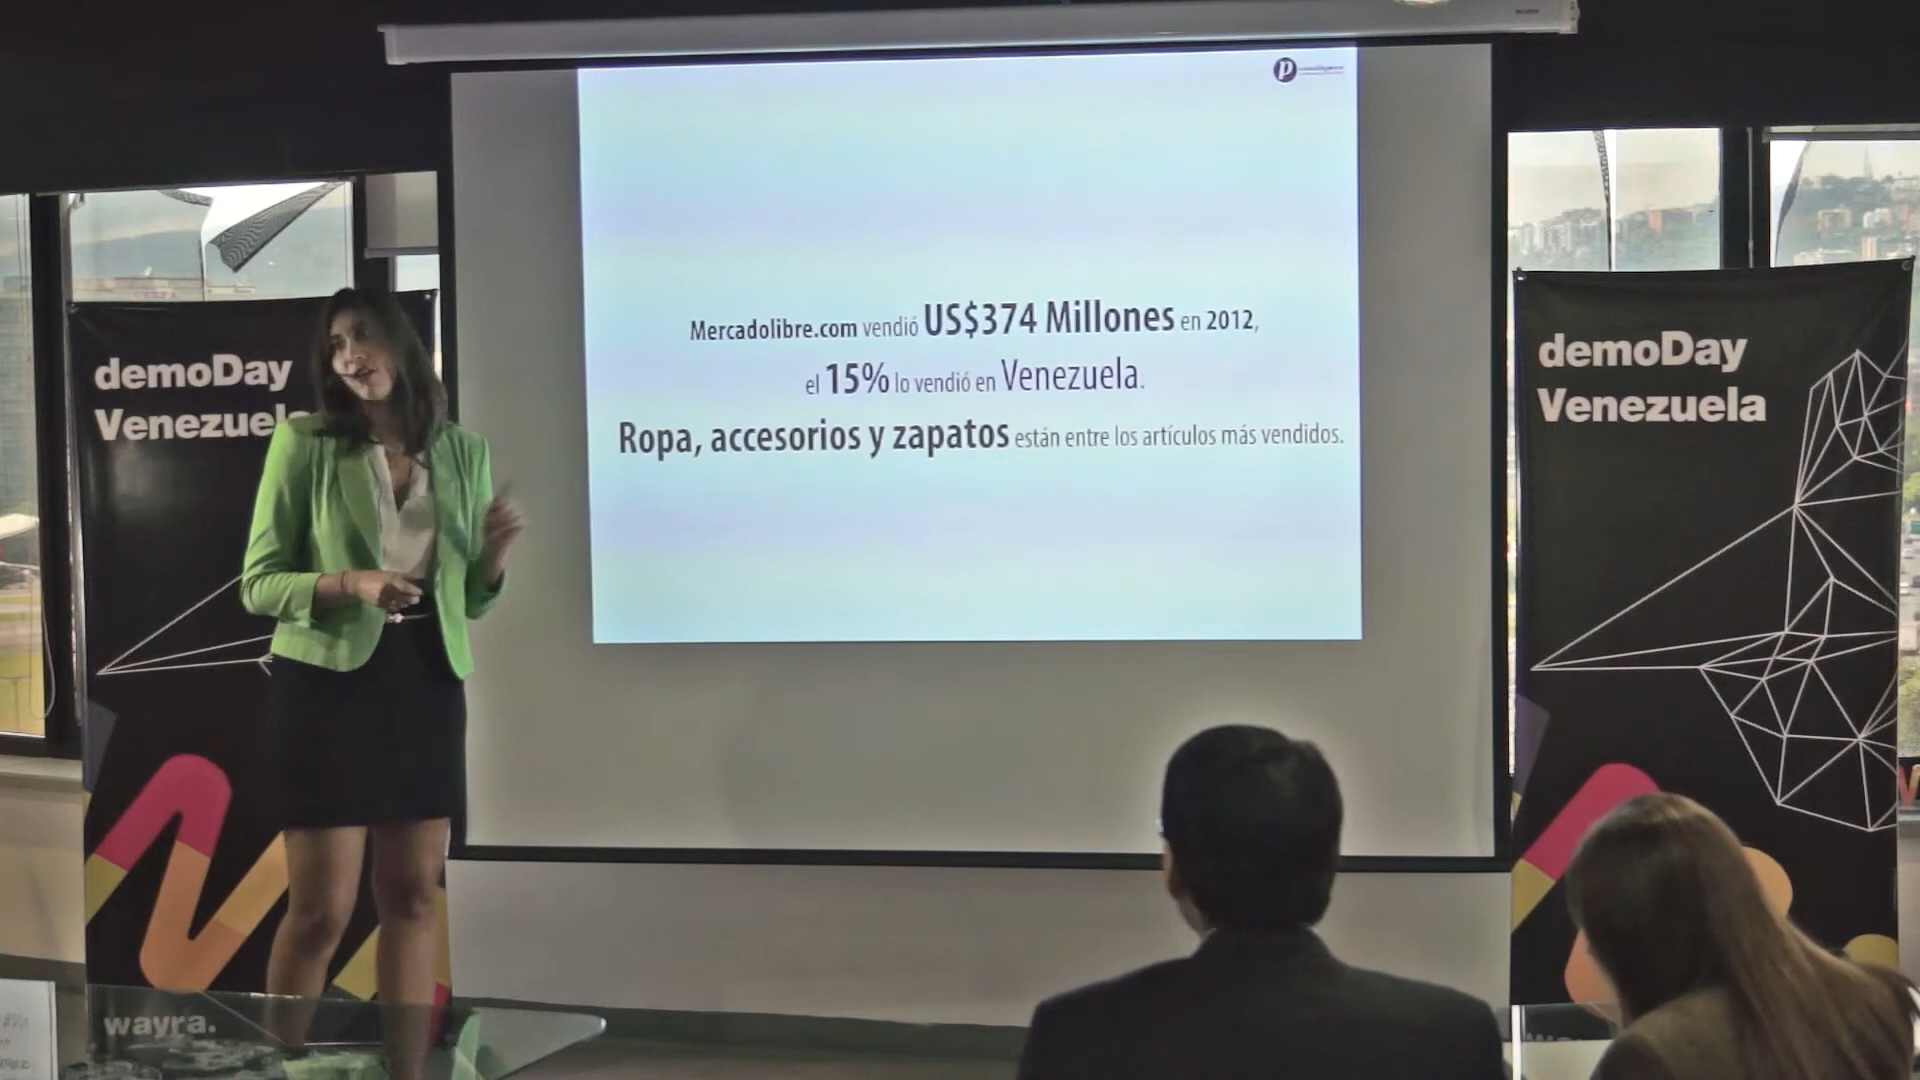 Mercadolibre.com vendió US$374 Millones en 2012,
el 15% lo vendió en Venezuela.
Ropa, accesorios y zapatos están entre los artículos más vendidos.
demoDay
Venezuela
demoDay
Venezuela
wayra.